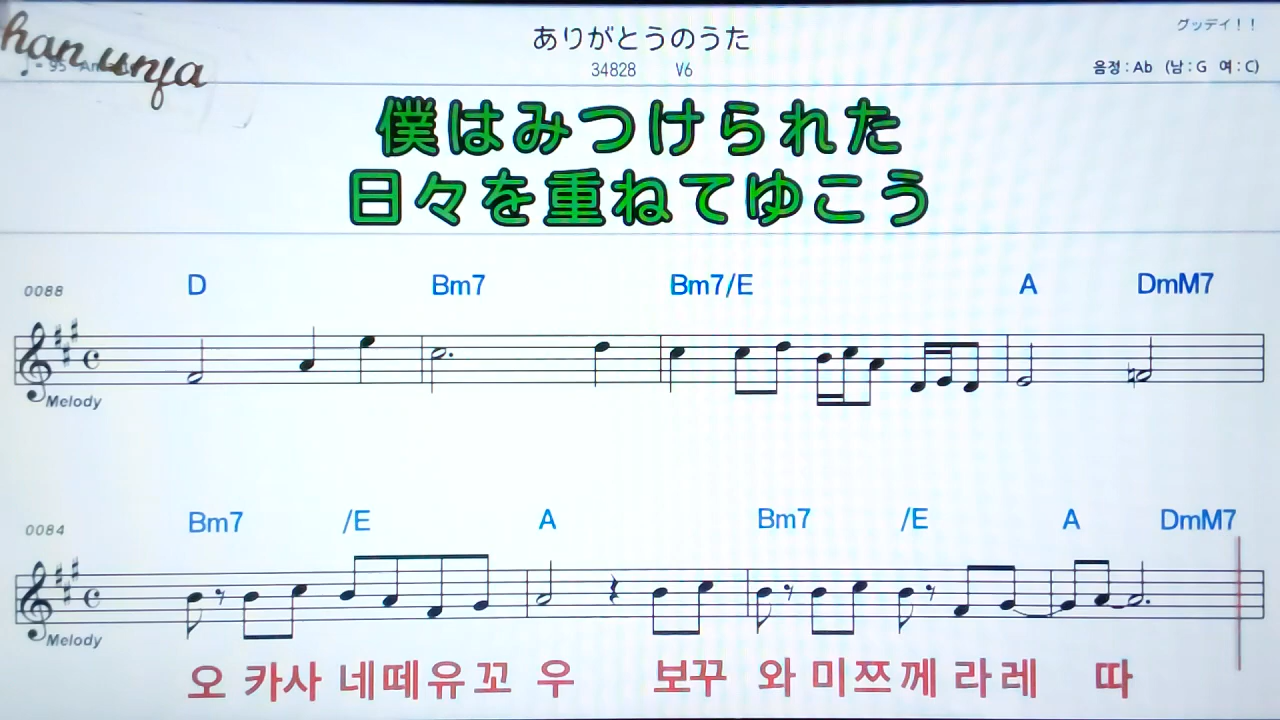 han unja
ありがとうのうた
グッデイ！！
34828 V6
음정 : Ab (남 : G 여 : C)
僕はみつけられた
日々を重ねてゆこう
0088 D Bm7 Bm7/E A DmM7
Melody
0084 Bm7 /E A Bm7 /E A DmM7
Melody
오 카사 네떼유꼬 우 보꾸 와 미쯔께 라레 따